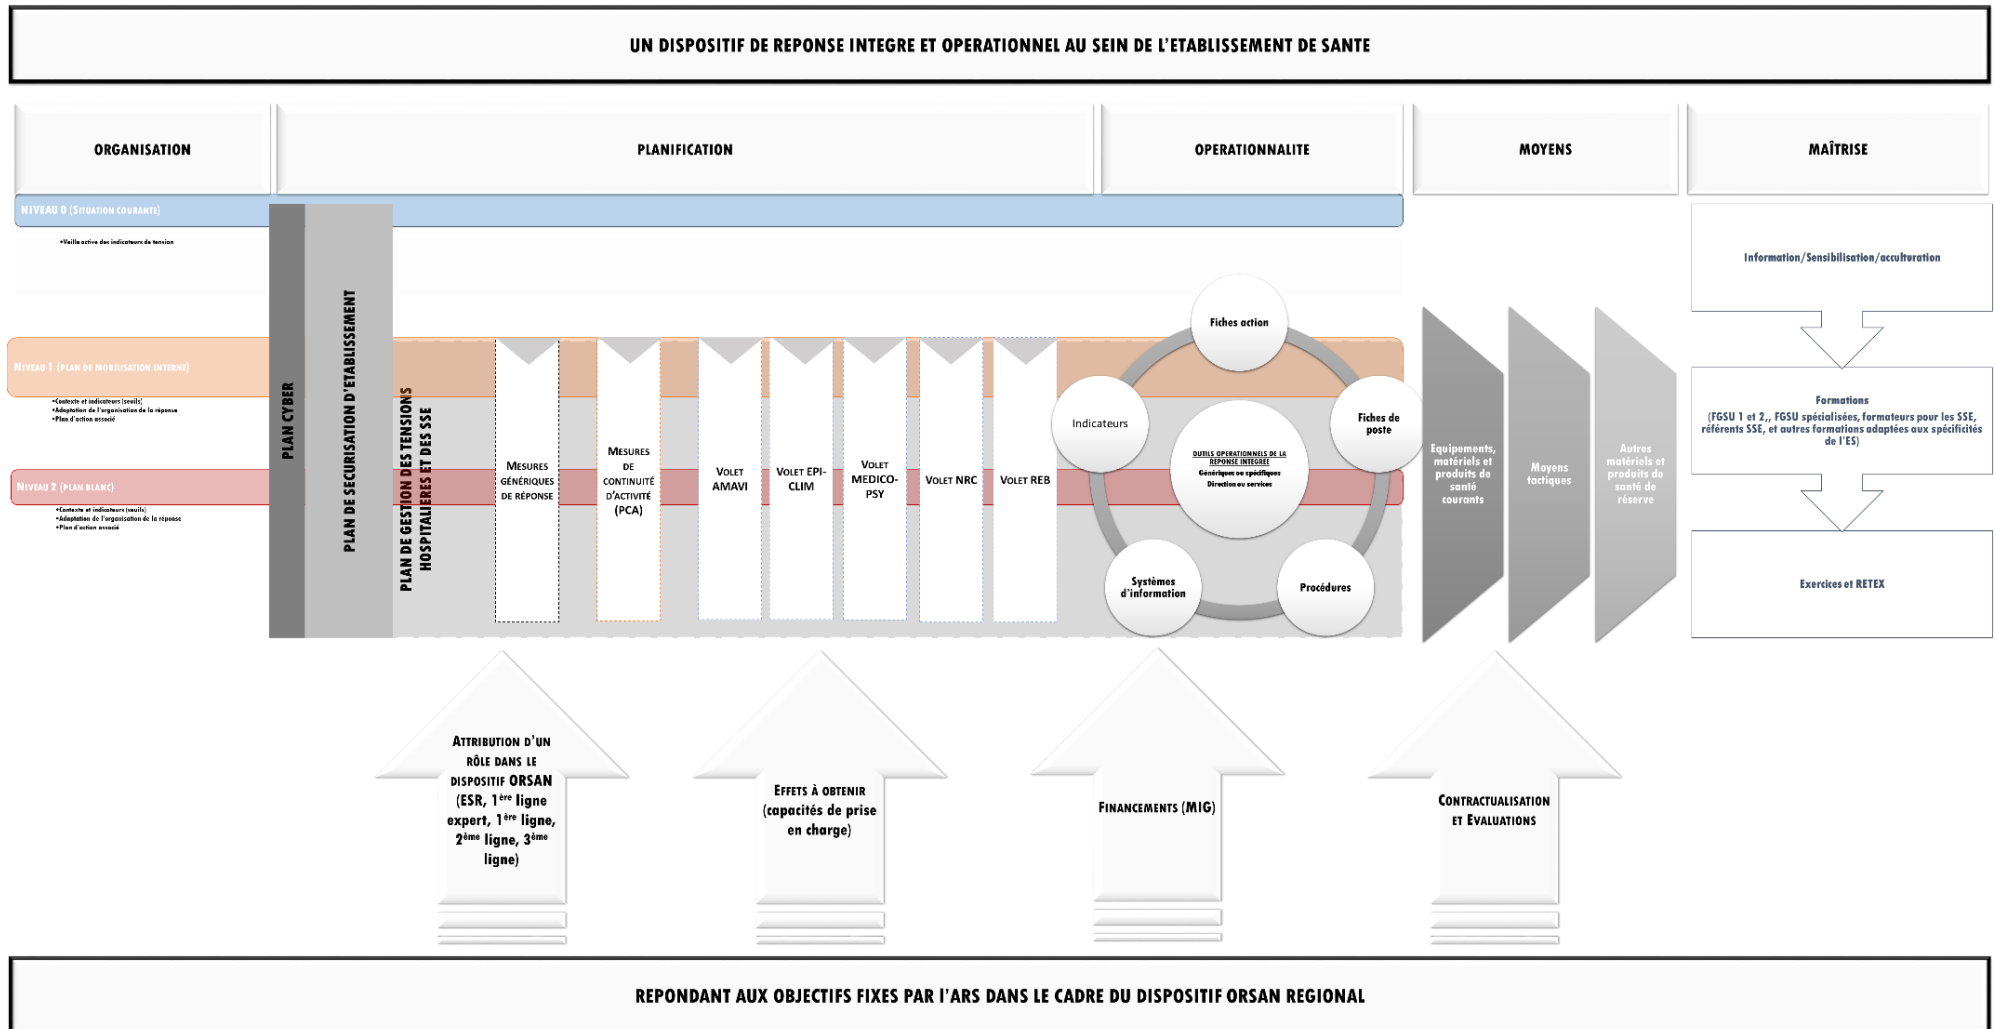 UN DISPOSITIF DE REPONSE INTEGRE ET OPERATIONNEL AU SEIN DE L'ETABLISSEMENT DE SANTE
ORGANISATION
PLANIFICATION
OPERATIONNALITE
MOYENS
MAÎTRISE
NIVEAU 0 (SITUATION COURANTE)
•Veille active des indicateurs de tension
NIVEAU 1 (PLAN DE MOBILISATION INTERNE)
•Contexte et indicateurs (seuils)
•Adaptation de l'organisation de la réponse
•Plan d'action associé
NIVEAU 2 (PLAN BLANC)
•Contexte et indicateurs (seuils)
•Adaptation de l'organisation de la réponse
•Plan d'action associé
PLAN CYBER
PLAN DE SECURISATION D'ETABLISSEMENT
PLAN DE GESTION DES TENSIONS
HOSPITALIERES ET DES SSE
MESURES
GÉNÉRIQUES
DE RÉPONSE
MESURES
DE
CONTINUITÉ
D'ACTIVITÉ
(PCA)
VOLET
AMAVI
VOLET EPI-
CLIM
VOLET
MEDICO-
PSY
VOLET NRC
VOLET REB
Fiches action
Indicateurs
Fiches de
poste
OUTILS OPERATIONNELS DE LA
REPONSE INTEGREE
Génériques ou spécifiques
Direction ou services
Systèmes
d'information
Procédures
Equipements,
matériels et
produits de
santé
courants
Moyens
tactiques
Autres
matériels et
produits de
santé de
réserve
Information/Sensibilisation/acculturation
Formations
(FGSU 1 et 2,, FGSU spécialisées, formateurs pour les SSE,
référents SSE, et autres formations adaptées aux spécificités
de l'ES)
Exercices et RETEX
ATTRIBUTION D'UN
RÔLE DANS LE
DISPOSITIF ORSAN
(ESR, 1ère ligne
expert, 1ère ligne,
2ème ligne, 3ème
ligne)
EFFETS À OBTENIR
(capacités de prise
en charge)
FINANCEMENTS (MIG)
CONTRACTUALISATION
ET EVALUATIONS
REPONDANT AUX OBJECTIFS FIXES PAR l'ARS DANS LE CADRE DU DISPOSITIF ORSAN REGIONAL